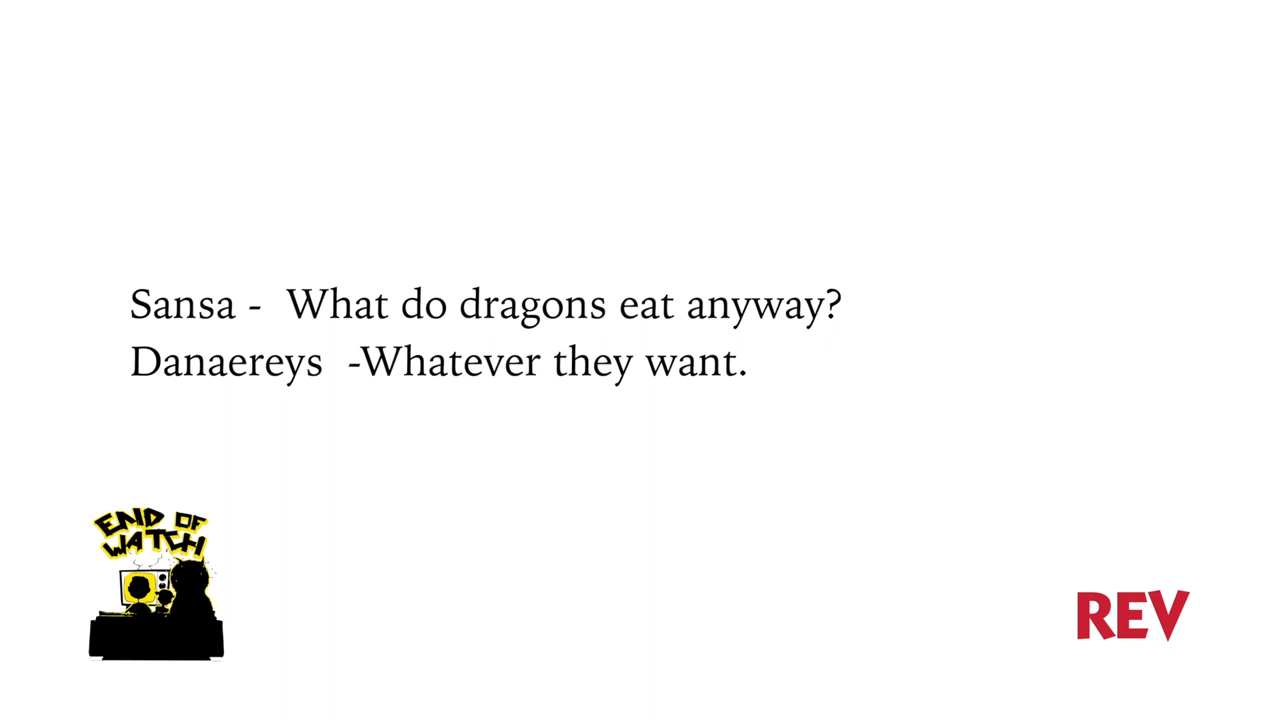 Sansa -  What do dragons eat anyway?
Danaereys  -Whatever they want.
END OF
WATCH
REV